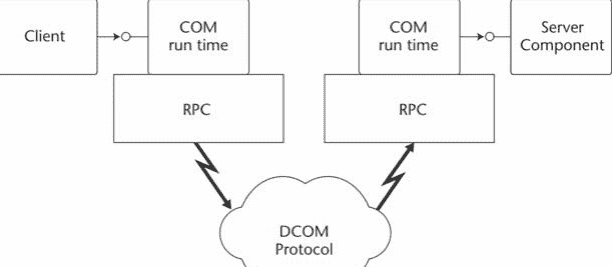 Client
COM
run time
COM
run time
Server
Component
RPC
RPC
DCOM
Protocol